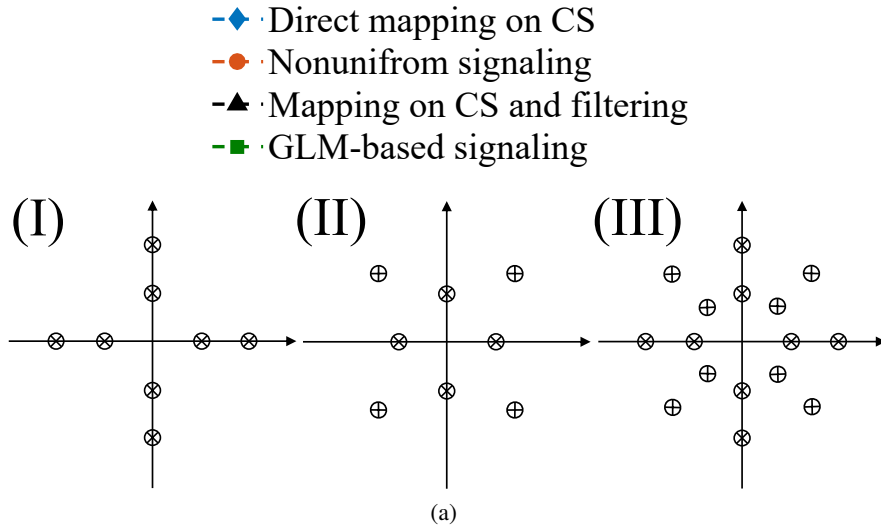 Direct mapping on CS
Nonunifrom signaling
Mapping on CS and filtering
GLM-based signaling
(I) (II) (III)
(a)